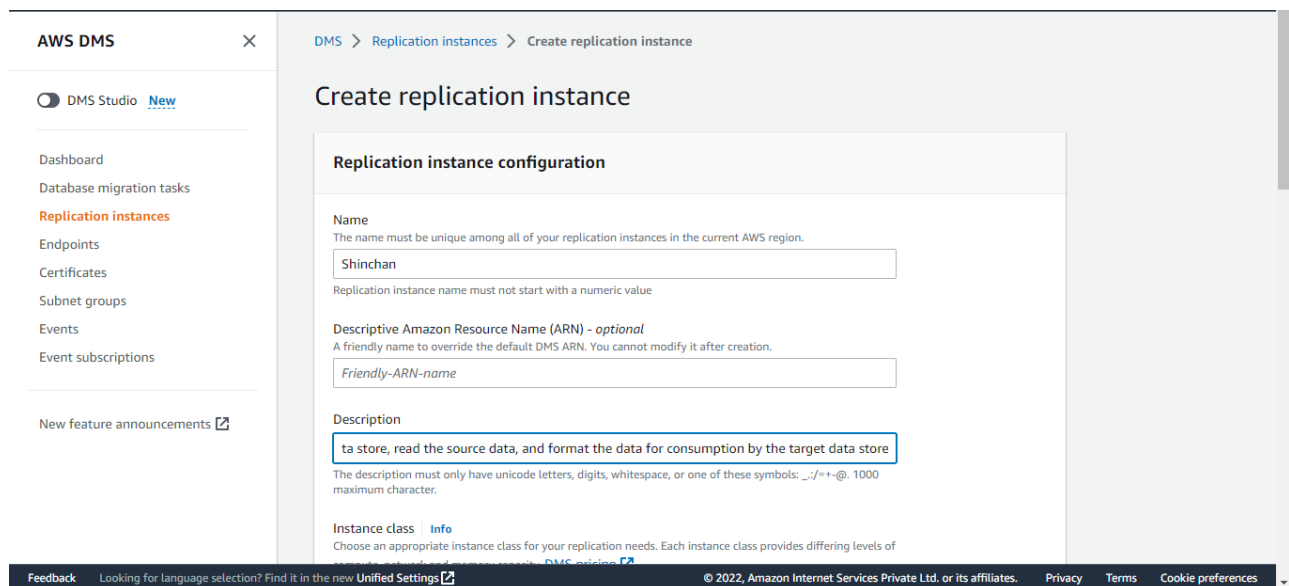 AWS DMS
DMS Studio New
Dashboard
Database migration tasks
Replication instances
Endpoints
Certificates
Subnet groups
Events
Event subscriptions
New feature announcements
DMS > Replication instances > Create replication instance
Create replication instance
Replication instance configuration
Name
The name must be unique among all of your replication instances in the current AWS region.
Shinchan
Replication instance name must not start with a numeric value
Descriptive Amazon Resource Name (ARN) - optional
A friendly name to override the default DMS ARN. You cannot modify it after creation.
Friendly-ARN-name
Description
ta store, read the source data, and format the data for consumption by the target data store
The description must only have unicode letters, digits, whitespace, or one of these symbols: _.:/=+-@. 1000
maximum character.
Instance class Info
Choose an appropriate instance class for your replication needs. Each instance class provides differing levels of
compute, network and memory capacity. DMS pricing
Feedback Looking for language selection? Find it in the new Unified Settings © 2022, Amazon Internet Services Private Ltd. or its affiliates. Privacy Terms Cookie preferences